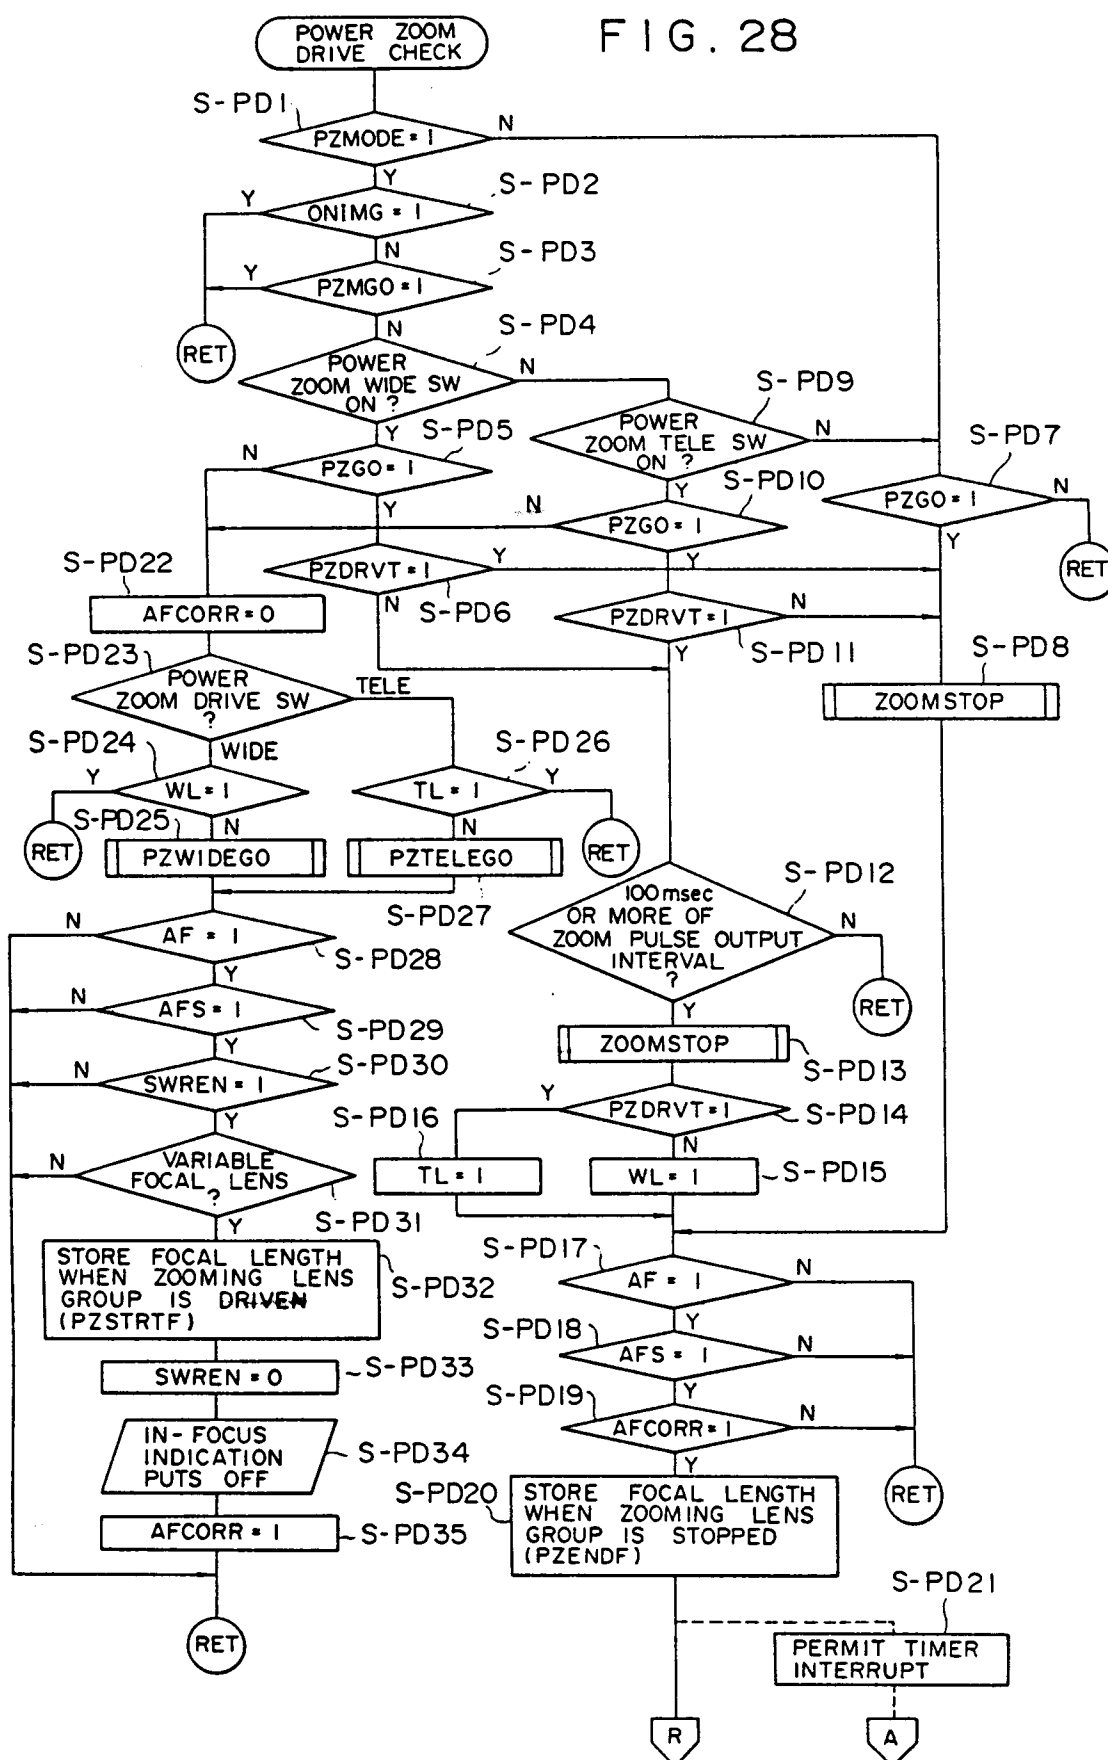 FIG. 28
POWER ZOOM
DRIVE CHECK
S-PD1
PZMODE = 1
N
Y
S-PD2
Y
ONIMG = 1
N
S-PD3
Y
PZMGO = 1
N
RET
S-PD4
POWER
ZOOM WIDE SW
ON ?
N
Y
S-PD9
POWER
ZOOM TELE SW
ON ?
N
Y
S-PD5
N
PZGO = 1
Y
S-PD7
PZGO = 1
N
Y
RET
S-PD10
N
PZGO = 1
Y
PZDRVT = 1
Y
N
S-PD6
S-PD22
AFCORR = 0
PZDRVT = 1
N
Y
S-PD11
S-PD8
ZOOMSTOP
S-PD23
POWER
ZOOM DRIVE SW
?
TELE
WIDE
S-PD24
Y
WL = 1
N
RET
S-PD26
TL = 1
Y
N
RET
S-PD25
PZWIDEGO
PZTELEGO
S-PD27
S-PD12
100 msec
OR MORE OF
ZOOM PULSE OUTPUT
INTERVAL
?
N
Y
RET
N
AF = 1
Y
S-PD28
N
AFS = 1
Y
S-PD29
ZOOMSTOP
S-PD13
N
SWREN = 1
Y
S-PD30
Y
PZDRVT = 1
N
S-PD14
S-PD16
TL = 1
WL = 1
S-PD15
N
VARIABLE
FOCAL LENS
?
Y
S-PD31
STORE FOCAL LENGTH
WHEN ZOOMING LENS
GROUP IS DRIVEN
(PZSTRTF)
S-PD32
S-PD17
AF = 1
N
Y
S-PD18
AFS = 1
N
Y
SWREN = 0
S-PD33
S-PD19
AFCORR = 1
N
Y
RET
IN-FOCUS
INDICATION
PUTS OFF
S-PD34
S-PD20
STORE FOCAL LENGTH
WHEN ZOOMING LENS
GROUP IS STOPPED
(PZENDF)
AFCORR = 1
S-PD35
RET
S-PD21
PERMIT TIMER
INTERRUPT
R
A